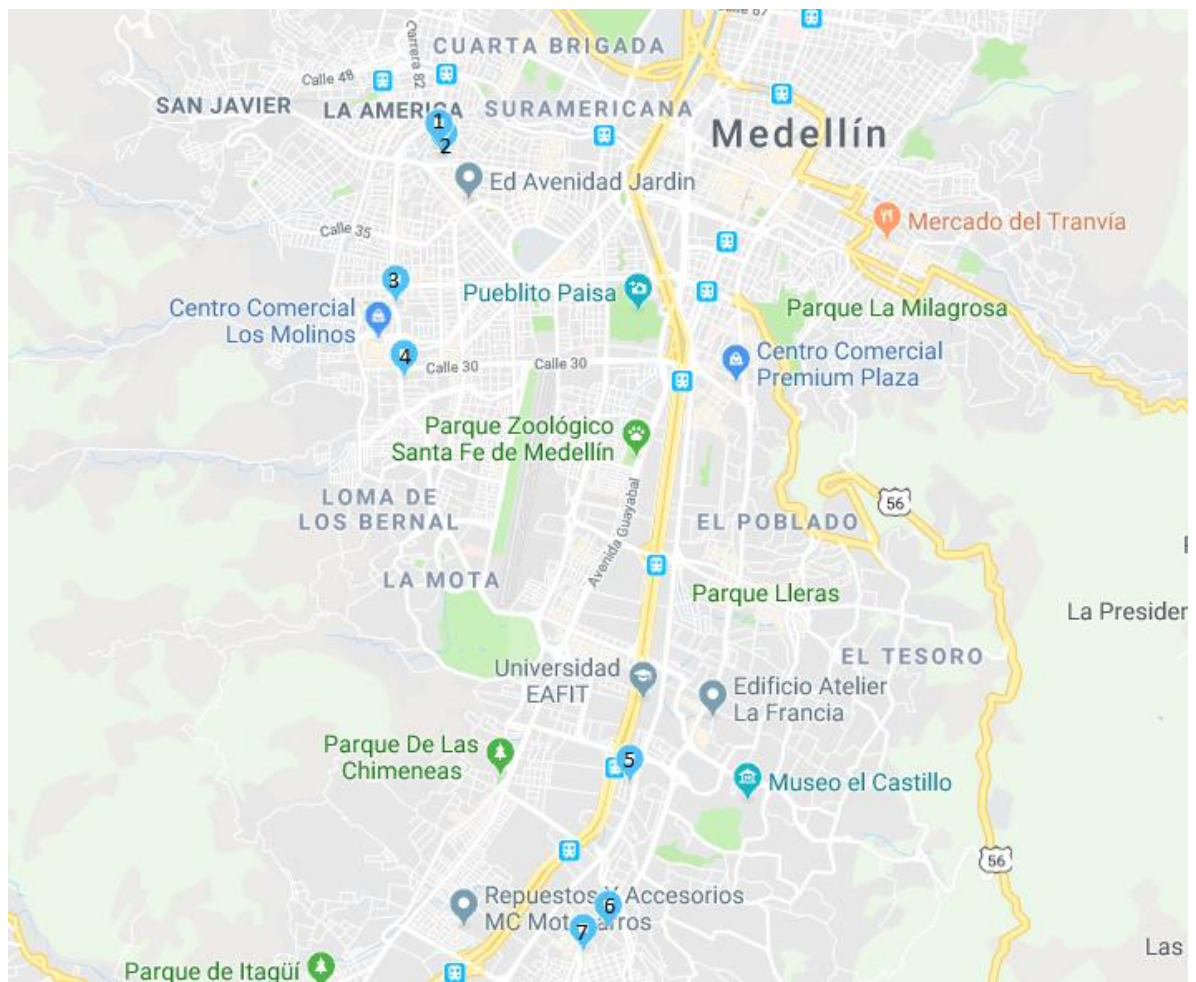 Calle 67
CUARTA BRIGADA
Carrera 82
Calle 48
SAN JAVIER
LA AMERICA
SURAMERICANA
Medellín
1
2
Ed Avenidad Jardin
Mercado del Tranvía
Calle 35
3
Pueblito Paisa
Centro Comercial
Los Molinos
Parque La Milagrosa
4
Calle 30
Calle 30
Centro Comercial
Premium Plaza
Parque Zoológico
Santa Fe de Medellín
LOMA DE
LOS BERNAL
Avenida Guayabal
56
EL POBLADO
LA MOTA
Parque Lleras
La Presiden
EL TESORO
Universidad
EAFIT
Edificio Atelier
La Francia
Parque De Las
Chimeneas
5
Museo el Castillo
56
Repuestos Y Accesorios
MC Motocarros
6
7
Las
Parque de Itagüí